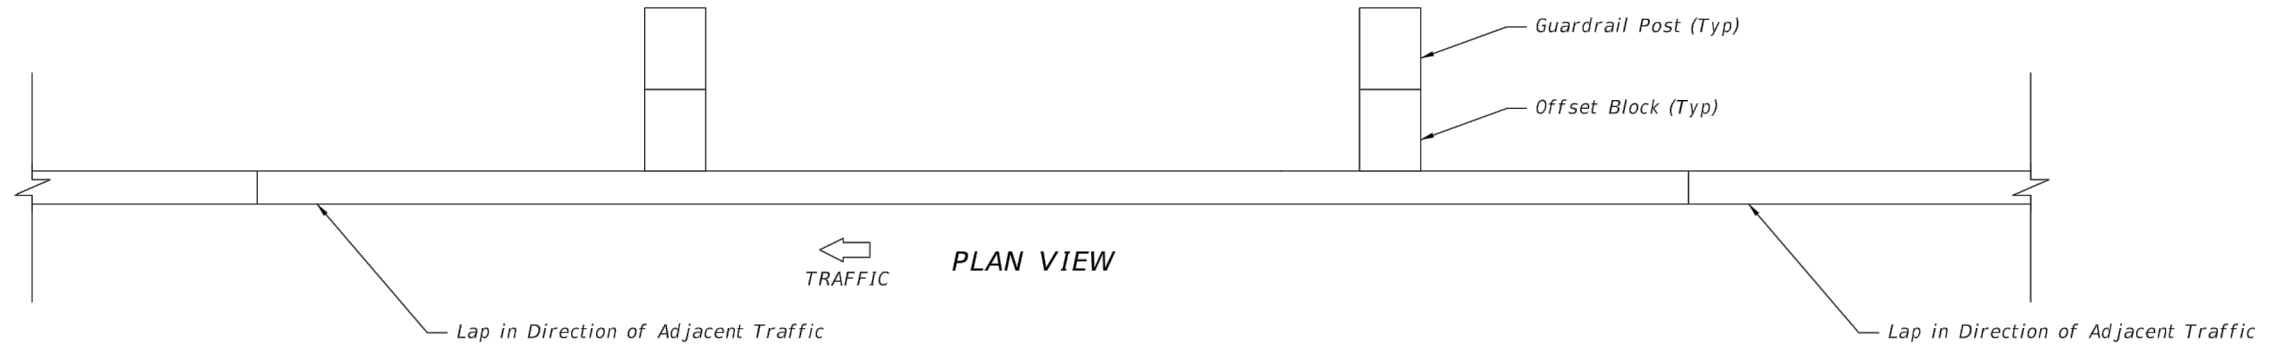 Guardrail Post (Typ)
Offset Block (Typ)
TRAFFIC
PLAN VIEW
Lap in Direction of Adjacent Traffic
Lap in Direction of Adjacent Traffic